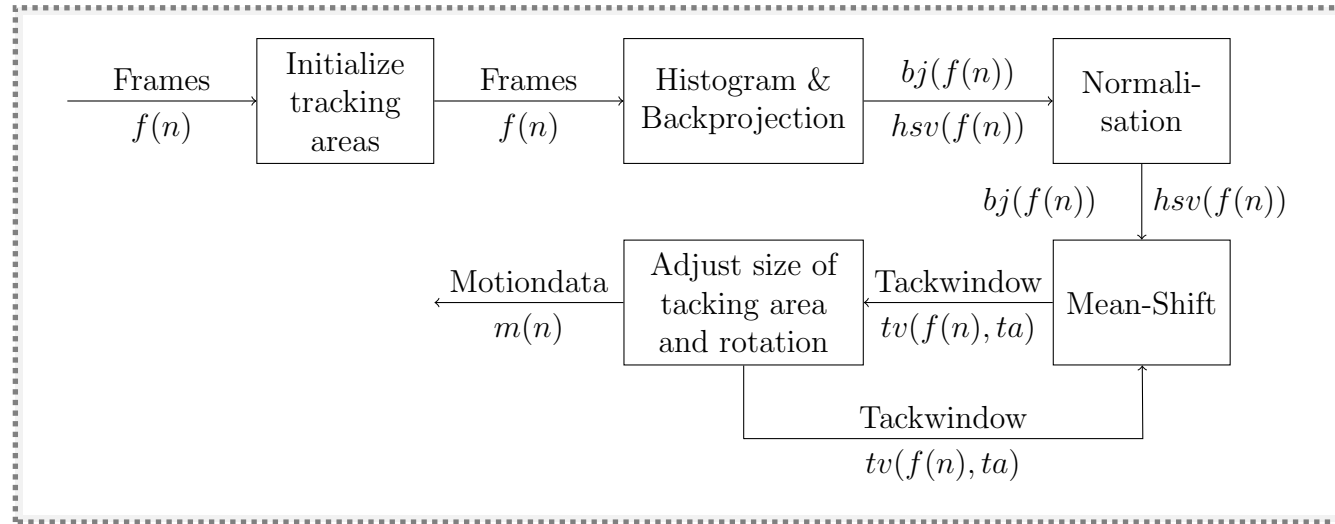 Frames
f(n)
Initialize
tracking
areas
Frames
f(n)
Histogram &
Backprojection
bj(f(n))
hsv(f(n))
Normali-
sation
bj(f(n))
hsv(f(n))
Mean-Shift
Tackwindow
tv(f(n), ta)
Adjust size of
tacking area
and rotation
Motiondata
m(n)
Tackwindow
tv(f(n), ta)